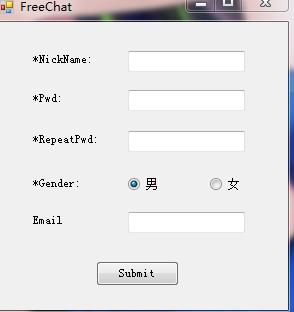 FreeChat
*NickName:
*Pwd:
*RepeatPwd:
*Gender: 男 女
Email
Submit